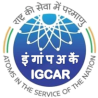 राष्ट्र की सेवा में परमाणु
इं गां प अ कें
IGCAR
ATOMS IN THE SERVICE OF THE NATION